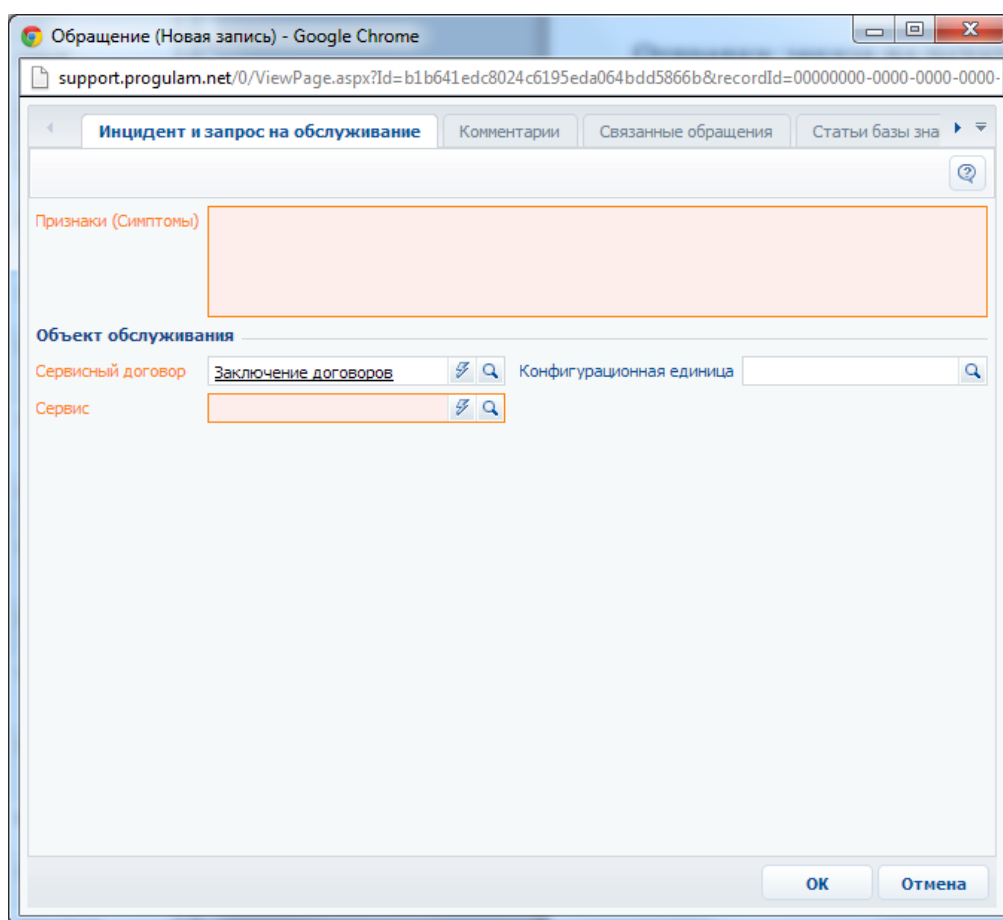 Обращение (Новая запись) - Google Chrome
support.progulam.net/0/ViewPage.aspx?Id=b1b641edc8024c6195eda064bdd5866b&recordId=00000000-0000-0000-0000-
Инцидент и запрос на обслуживание Комментарии Связанные обращения Статьи базы зна
Признаки (Симптомы)
Объект обслуживания
Сервисный договор Заключение договоров Конфигурационная единица
Сервис
OK Отмена